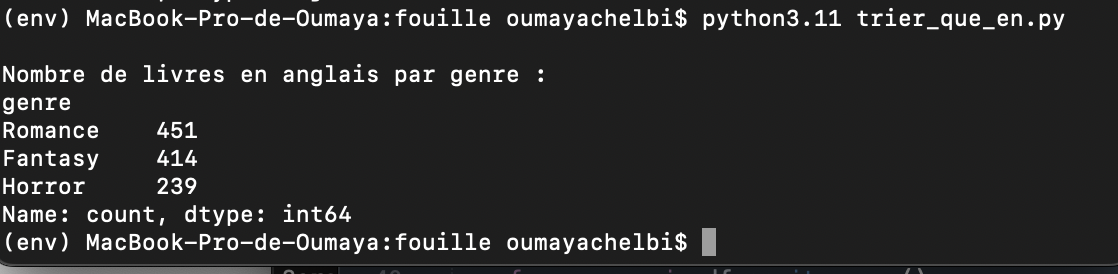 (env) MacBook-Pro-de-Oumaya:fouille oumayachelbi$ python3.11 trier_que_en.py
Nombre de livres en anglais par genre :
genre
Romance    451
Fantasy    414
Horror     239
Name: count, dtype: int64
(env) MacBook-Pro-de-Oumaya:fouille oumayachelbi$